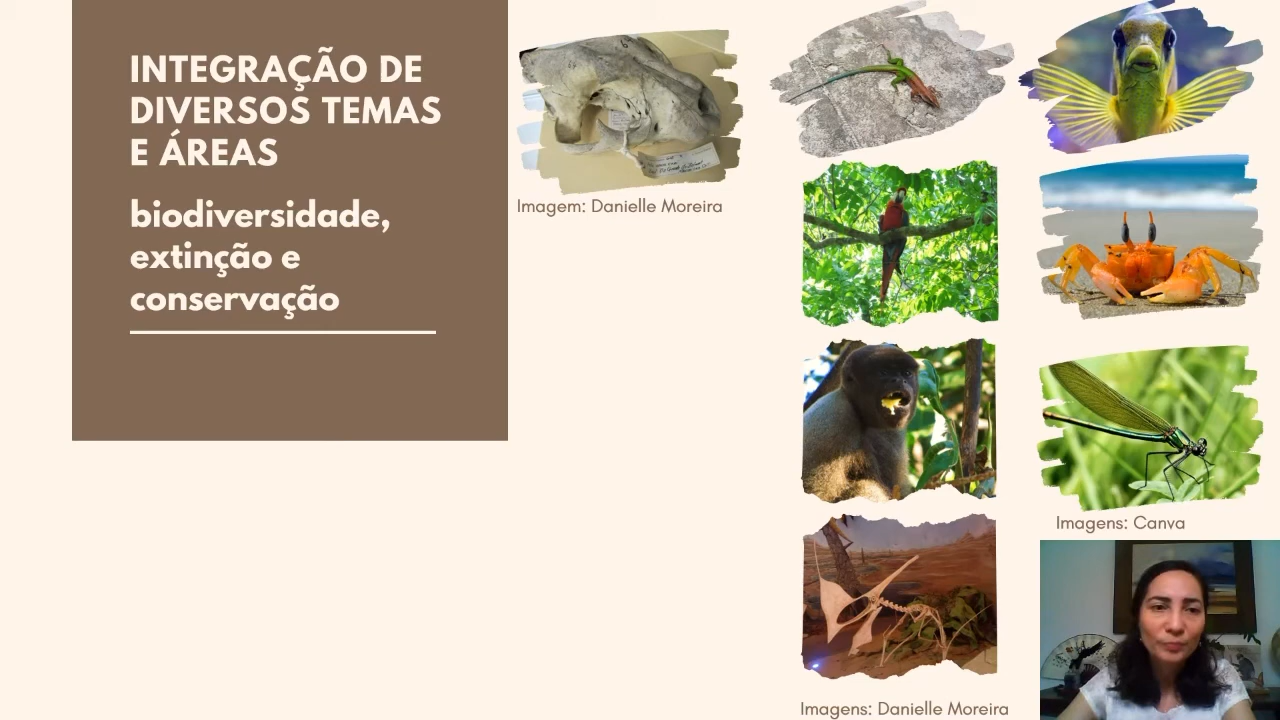 INTEGRAÇÃO DE
DIVERSOS TEMAS
E ÁREAS
biodiversidade,
extinção e
conservação
Imagem: Danielle Moreira
Imagens: Canva
Imagens: Danielle Moreira